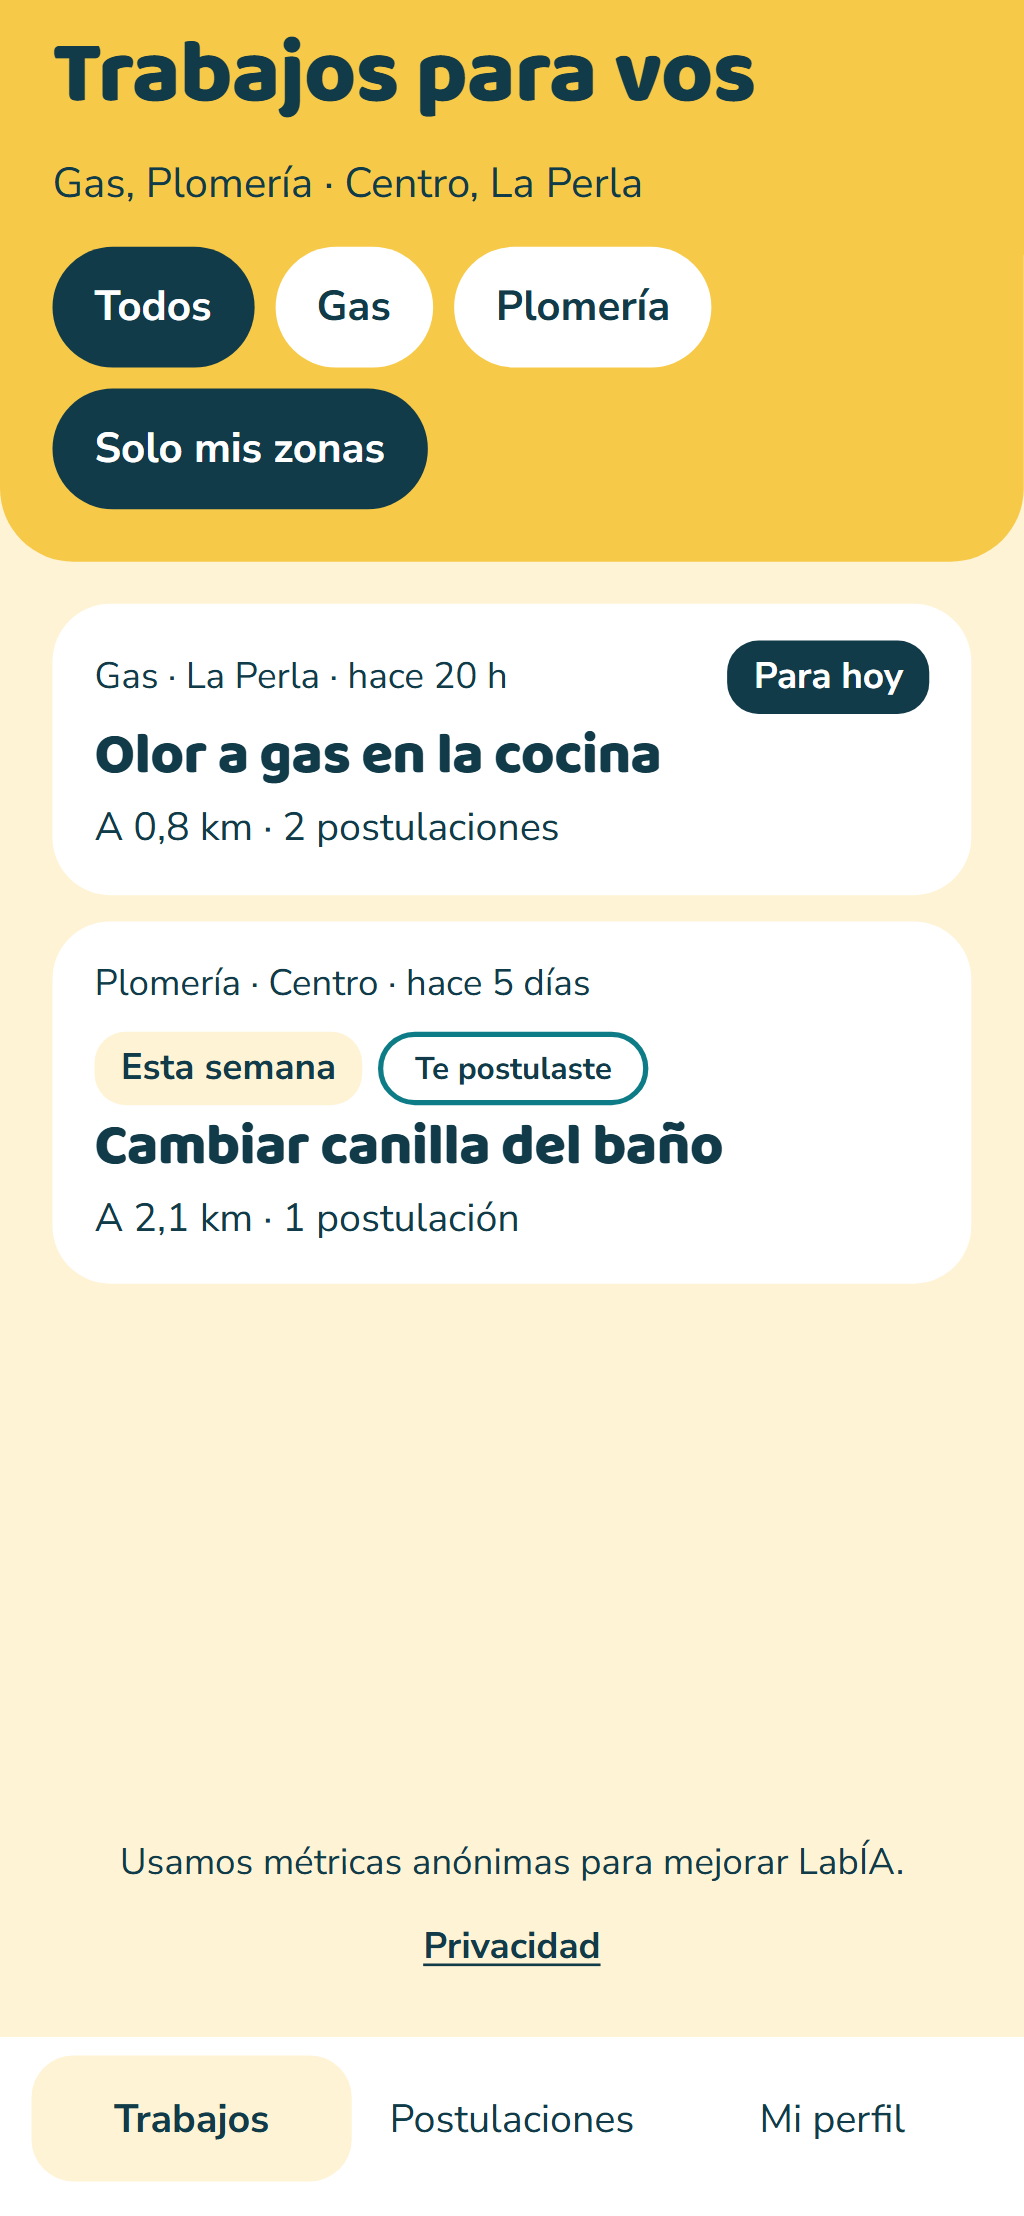 Trabajos para vos
Gas, Plomería · Centro, La Perla
Todos
Gas
Plomería
Solo mis zonas
Gas · La Perla · hace 20 h
Para hoy
Olor a gas en la cocina
A 0,8 km · 2 postulaciones
Plomería · Centro · hace 5 días
Esta semana
Te postulaste
Cambiar canilla del baño
A 2,1 km · 1 postulación
Usamos métricas anónimas para mejorar LabÍA.
Privacidad
Trabajos
Postulaciones
Mi perfil